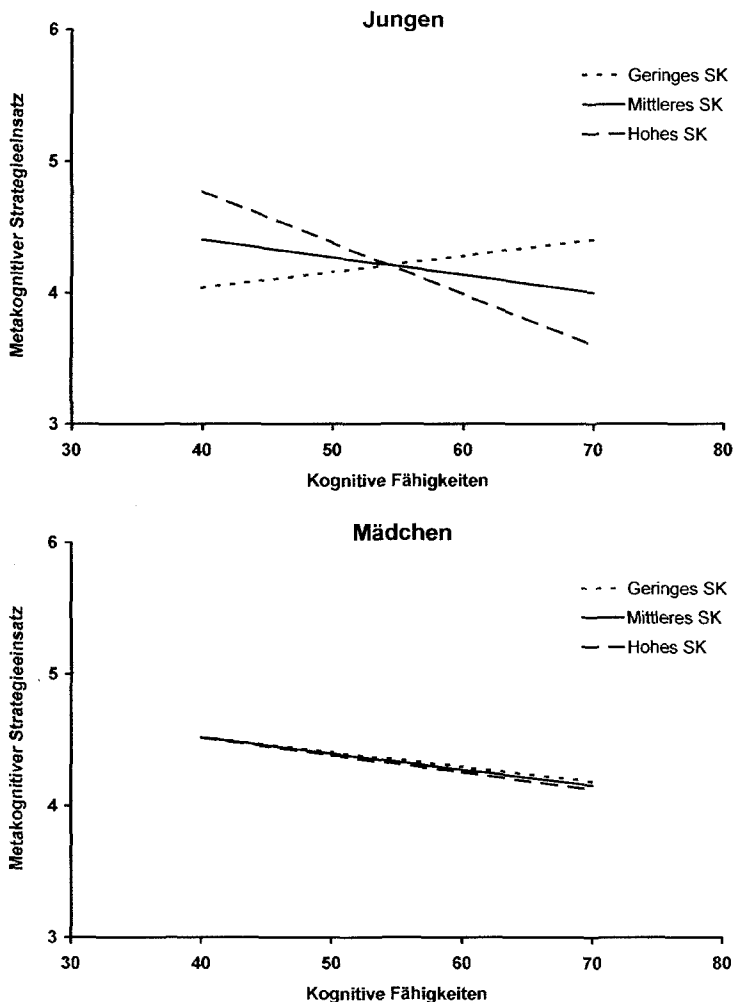 Jungen
6
5
4
3
Metakognitiver Strategieeinsatz
Geringes SK
Mittleres SK
Hohes SK
30 40 50 60 70 80
Kognitive Fähigkeiten
Mädchen
6
5
4
3
Metakognitiver Strategieeinsatz
Geringes SK
Mittleres SK
Hohes SK
30 40 50 60 70 80
Kognitive Fähigkeiten